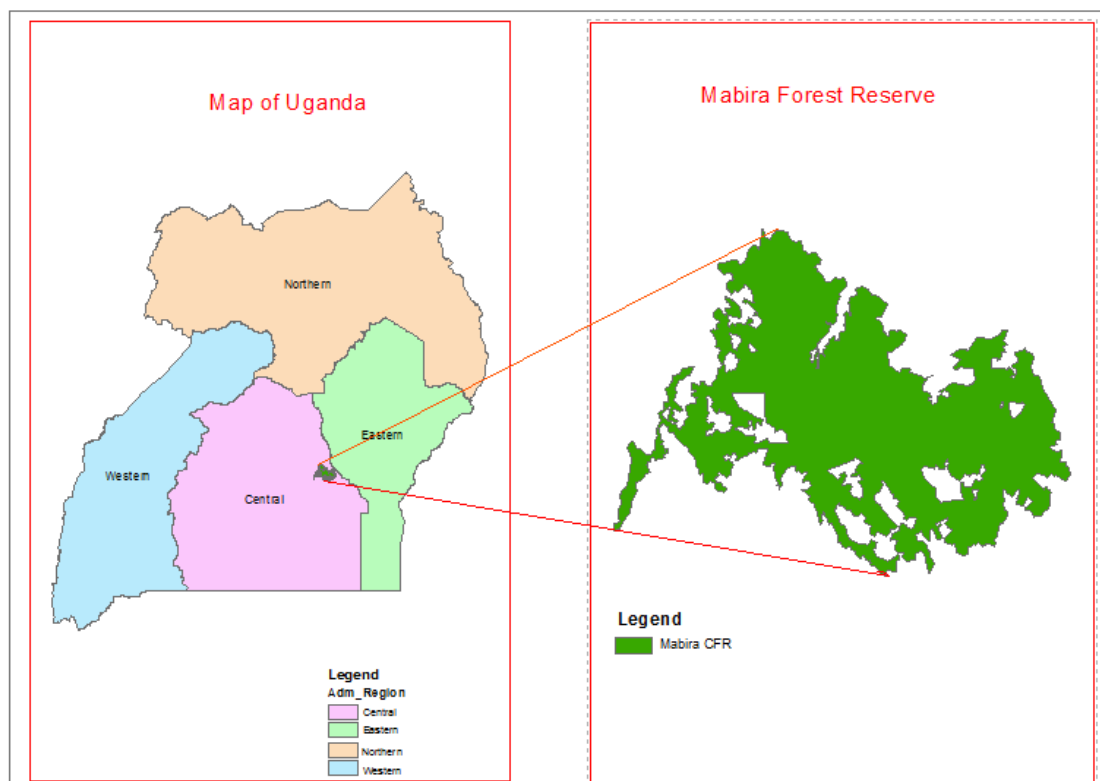 Map of Uganda
Northern
Eastern
Western
Central
Legend
Adm_Region
Central
Eastern
Northern
Western
Mabira Forest Reserve
Legend
Mabira CFR